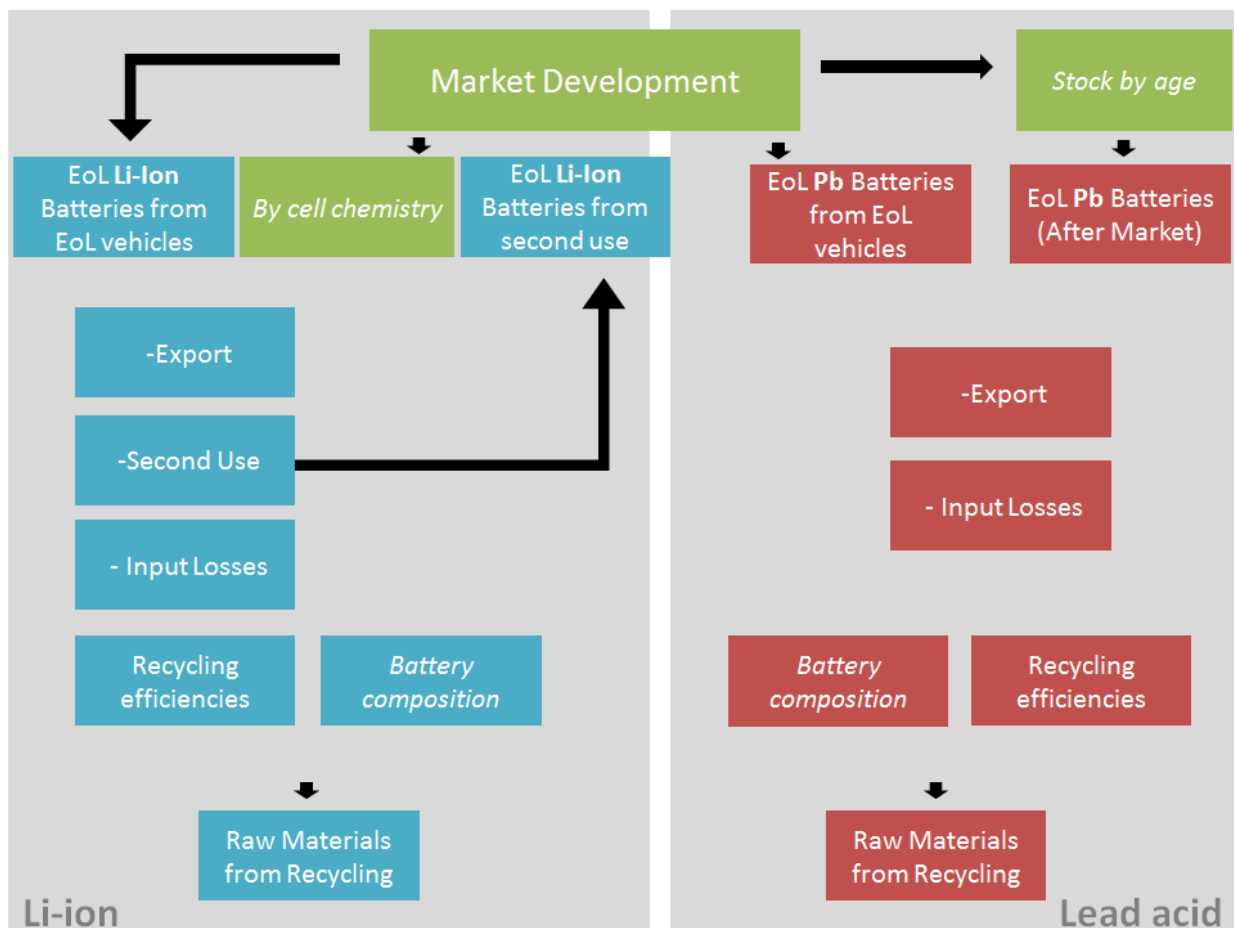 Market Development
Stock by age
EoL Li-Ion
Batteries from
EoL vehicles
By cell chemistry
EoL Li-Ion
Batteries from
second use
EoL Pb Batteries
from EoL
vehicles
EoL Pb Batteries
(After Market)
-Export
-Second Use
- Input Losses
Recycling
efficiencies
Battery
composition
Raw Materials
from Recycling
Li-ion
-Export
- Input Losses
Battery
composition
Recycling
efficiencies
Raw Materials
from Recycling
Lead acid